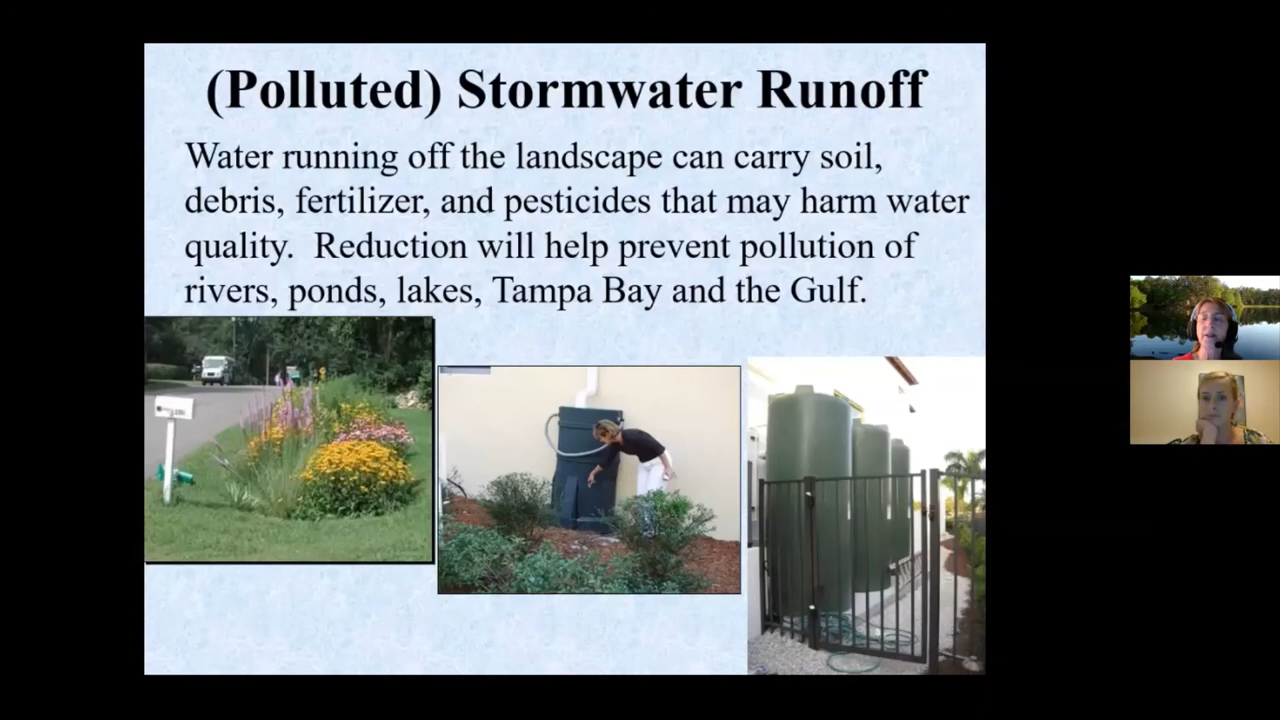 (Polluted) Stormwater Runoff
Water running off the landscape can carry soil,
debris, fertilizer, and pesticides that may harm water
quality.  Reduction will help prevent pollution of
rivers, ponds, lakes, Tampa Bay and the Gulf.